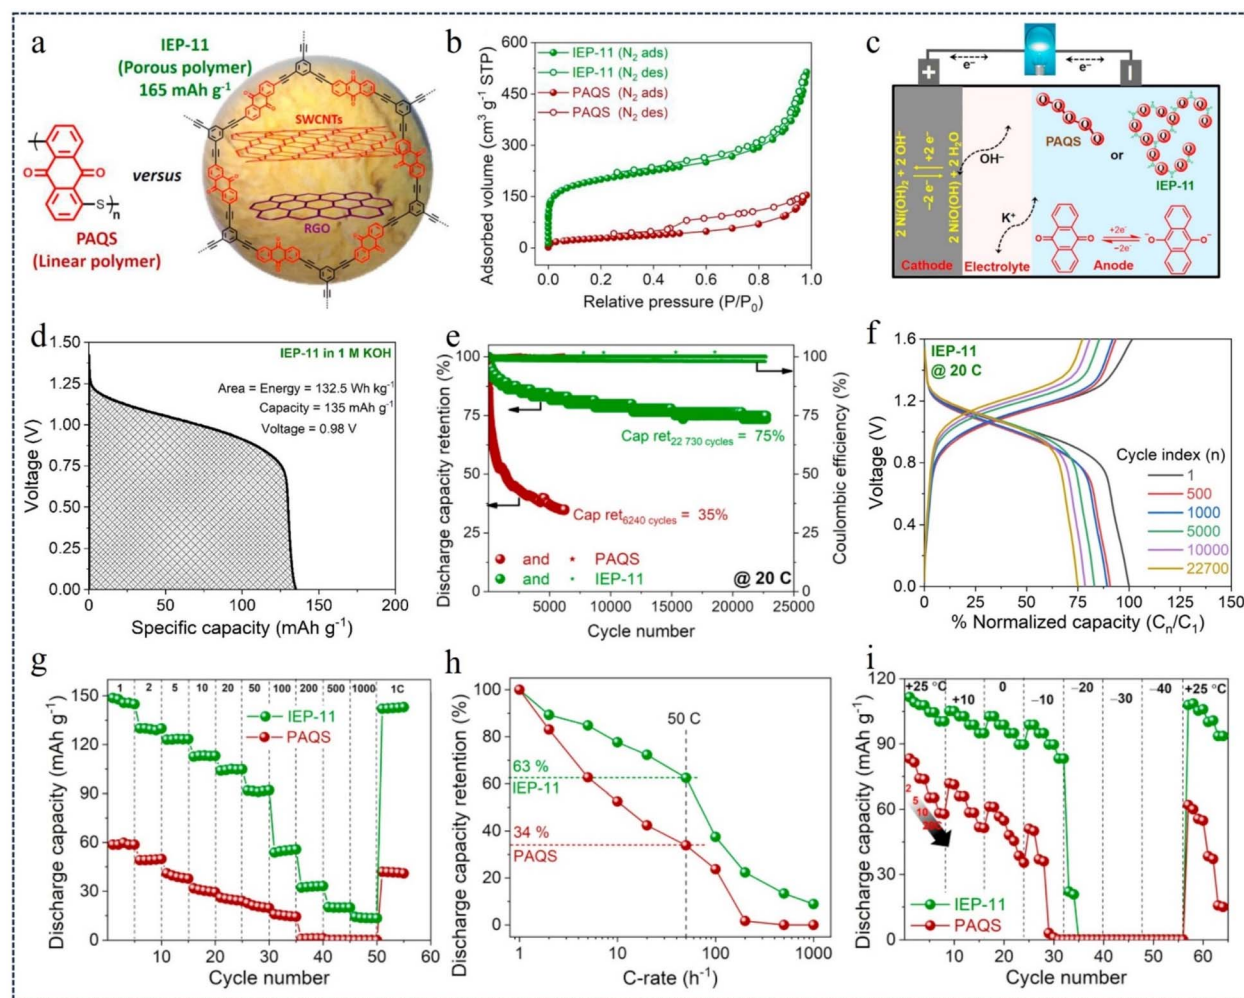 a
IEP-11
(Porous polymer)
165 mAh g⁻¹
SWCNTs
O
O
S
n
versus
RGO
PAQS
(Linear polymer)
b
600
450
300
150
0
IEP-11 (N₂ ads)
IEP-11 (N₂ des)
PAQS (N₂ ads)
PAQS (N₂ des)
Adsorbed volume (cm³ g⁻¹ STP)
0.0 0.2 0.4 0.6 0.8 1.0
Relative pressure (P/P₀)
c
e⁻
e⁻
+
−
2 Ni(OH)₂ + 2 OH⁻
−2 e⁻ +2 e⁻
2 NiO(OH) + 2 H₂O
OH⁻
K⁺
PAQS
or
IEP-11
+2e⁻
−2e⁻
Cathode
Electrolyte
Anode
d
1.50
1.25
1.00
0.75
0.50
0.25
0.00
IEP-11 in 1 M KOH
Area = Energy = 132.5 Wh kg⁻¹
Capacity = 135 mAh g⁻¹
Voltage = 0.98 V
Voltage (V)
0 50 100 150 200
Specific capacity (mAh g⁻¹)
e
100
75
50
25
0
100
75
50
25
0
Discharge capacity retention (%)
Coulombic efficiency (%)
Cap ret22 730 cycles = 75%
Cap ret6240 cycles = 35%
and PAQS
and IEP-11
@ 20 C
5000 10000 15000 20000 25000
Cycle number
f
1.6
1.2
0.8
0.4
0.0
IEP-11
@ 20 C
Voltage (V)
Cycle index (n)
1
500
1000
5000
10000
22700
0 25 50 75 100 125 150
% Normalized capacity (Cₙ/C₁)
g
150
120
90
60
30
0
1 2 5 10 20 50 100 200 500 1000 1C
IEP-11
PAQS
Discharge capacity (mAh g⁻¹)
0 10 20 30 40 50 60
Cycle number
h
100
80
60
40
20
0
50 C
63 %
IEP-11
34 %
PAQS
Discharge capacity retention (%)
1 10 100 1000
C-rate (h⁻¹)
i
120
90
60
30
0
+25 °C +10 0 −10 −20 −30 −40 +25 °C
2
5
10
IEP-11
PAQS
Discharge capacity (mAh g⁻¹)
10 20 30 40 50 60
Cycle number